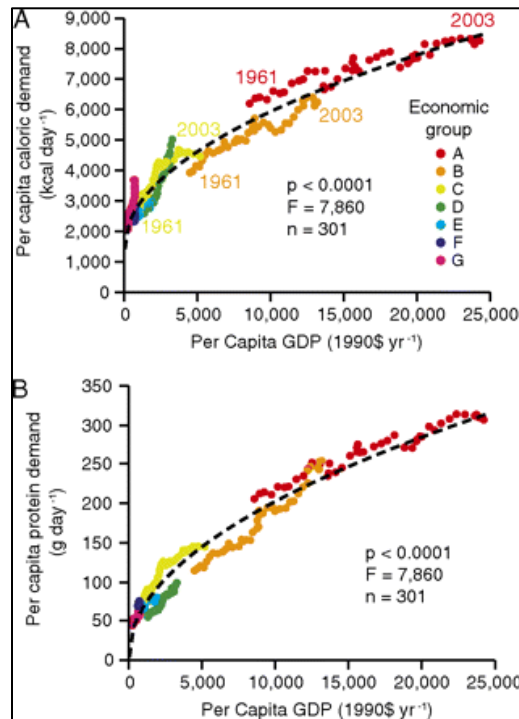 A
9,000
8,000
7,000
6,000
5,000
4,000
3,000
2,000
1,000
0
Per capita caloric demand
(kcal day⁻¹)
2003
1961
2003
2003
1961
1961
Economic
group
A
B
C
D
E
F
G
p < 0.0001
F = 7,860
n = 301
0
5,000
10,000
15,000
20,000
25,000
Per Capita GDP (1990$ yr⁻¹)
B
350
300
250
200
150
100
50
0
Per capita protein demand
(g day⁻¹)
p < 0.0001
F = 7,860
n = 301
0
5,000
10,000
15,000
20,000
25,000
Per Capita GDP (1990$ yr⁻¹)